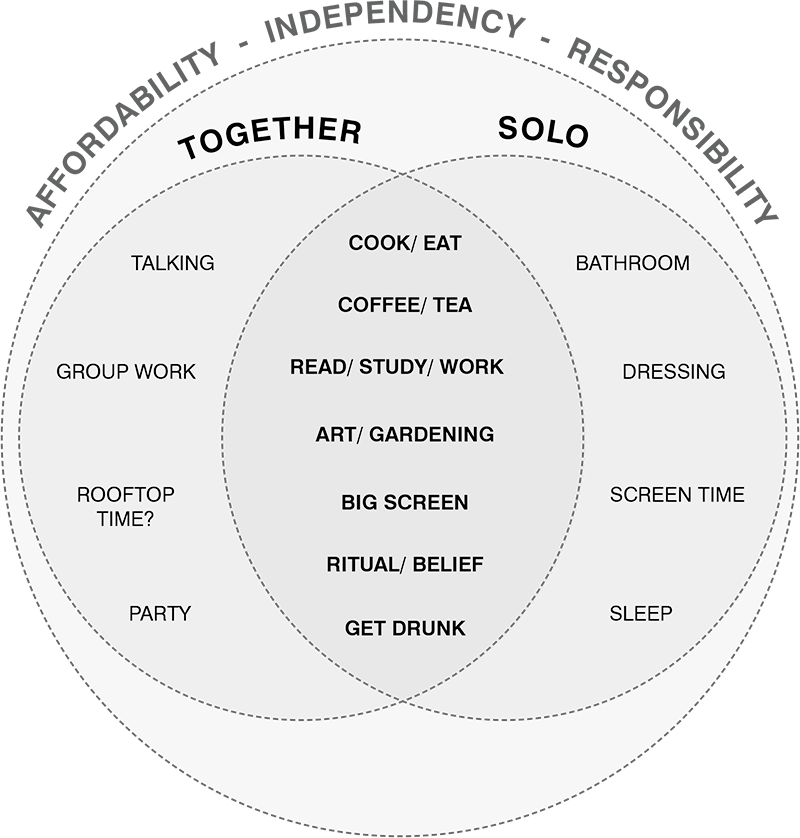 AFFORDABILITY - INDEPENDENCY - RESPONSIBILITY
TOGETHER
SOLO
TALKING
GROUP WORK
ROOFTOP
TIME?
PARTY
COOK/ EAT
COFFEE/ TEA
READ/ STUDY/ WORK
ART/ GARDENING
BIG SCREEN
RITUAL/ BELIEF
GET DRUNK
BATHROOM
DRESSING
SCREEN TIME
SLEEP